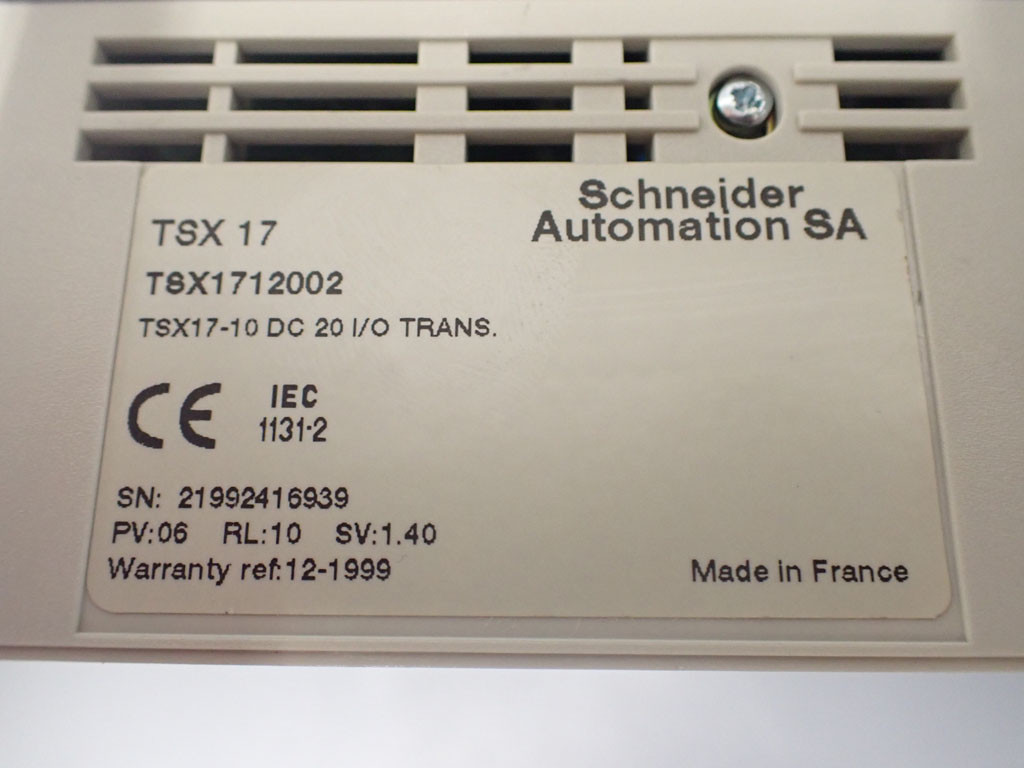 Schneider
Automation SA
TSX 17
TSX1712002
TSX17-10 DC 20 I/O TRANS.
CE
IEC
1131-2
SN: 21992416939
PV:06 RL:10 SV:1.40
Warranty ref:12-1999
Made in France